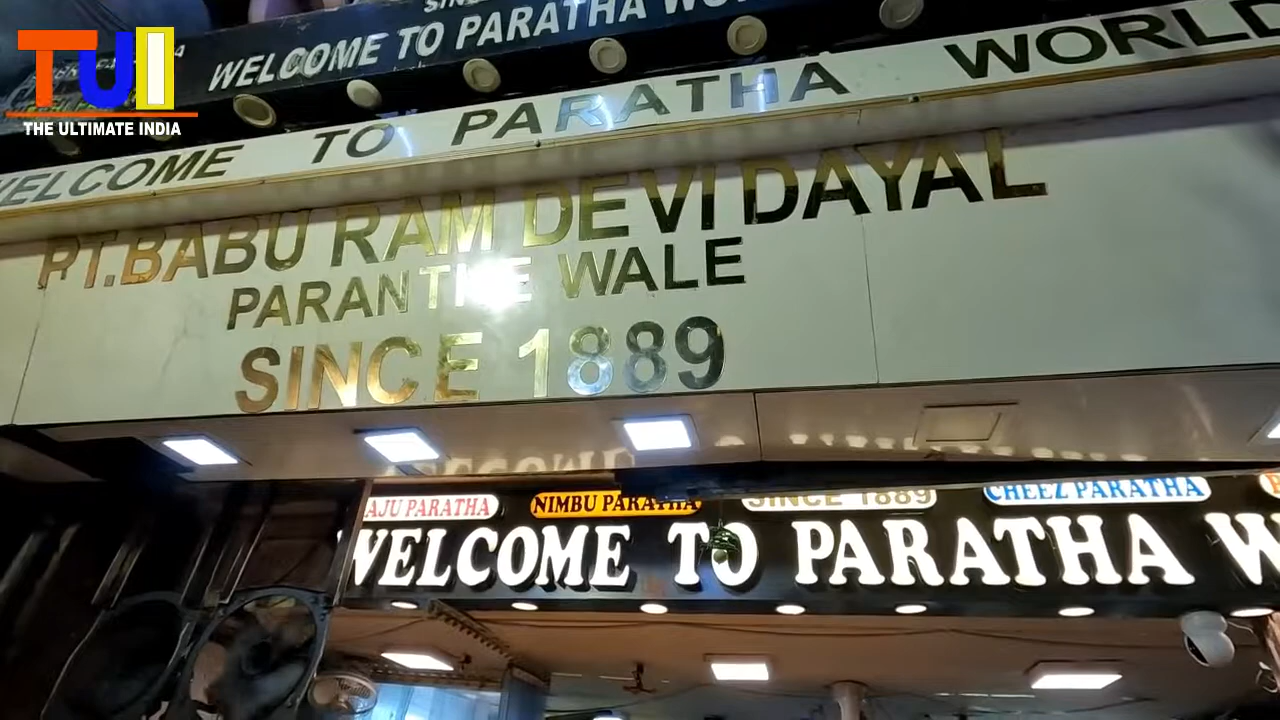 TUI
THE ULTIMATE INDIA
WELCOME TO PARATHA
WELCOME TO PARATHA WORLD
PT.BABU RAM DEVI DAYAL
PARANTHE WALE
SINCE 1889
AJU PARATHA
NIMBU PARATHA
SINCE 1889
CHEEZ PARATHA
WELCOME TO PARATHA W